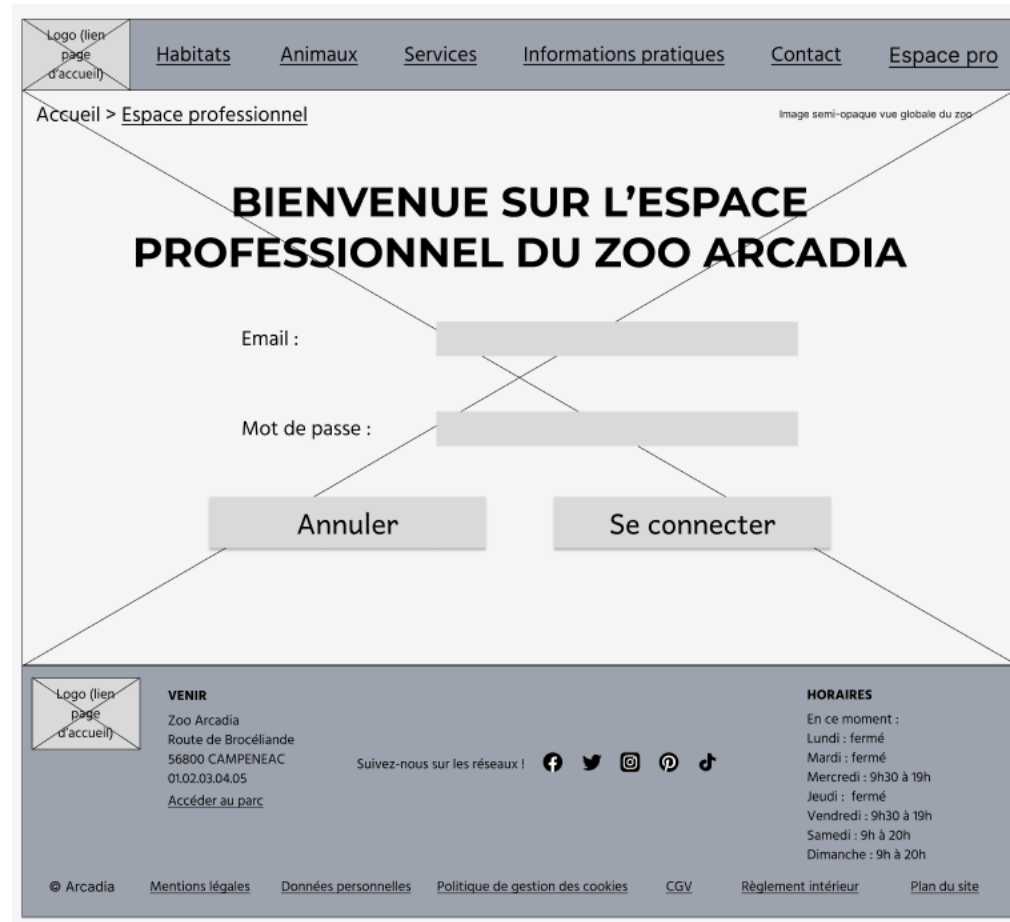 Logo (lien
page
d'accueil)
Habitats
Animaux
Services
Informations pratiques
Contact
Espace pro
Accueil > Espace professionnel
Image semi-opaque vue globale du zoo
BIENVENUE SUR L'ESPACE
PROFESSIONNEL DU ZOO ARCADIA
Email :
Mot de passe :
Annuler
Se connecter
Logo (lien
page
d'accueil)
VENIR
Zoo Arcadia
Route de Brocéliande
56800 CAMPENEAC
01.02.03.04.05
Accéder au parc
Suivez-nous sur les réseaux !
HORAIRES
En ce moment :
Lundi : fermé
Mardi : fermé
Mercredi : 9h30 à 19h
Jeudi : fermé
Vendredi : 9h30 à 19h
Samedi : 9h à 20h
Dimanche : 9h à 20h
© Arcadia
Mentions légales
Données personnelles
Politique de gestion des cookies
CGV
Règlement intérieur
Plan du site